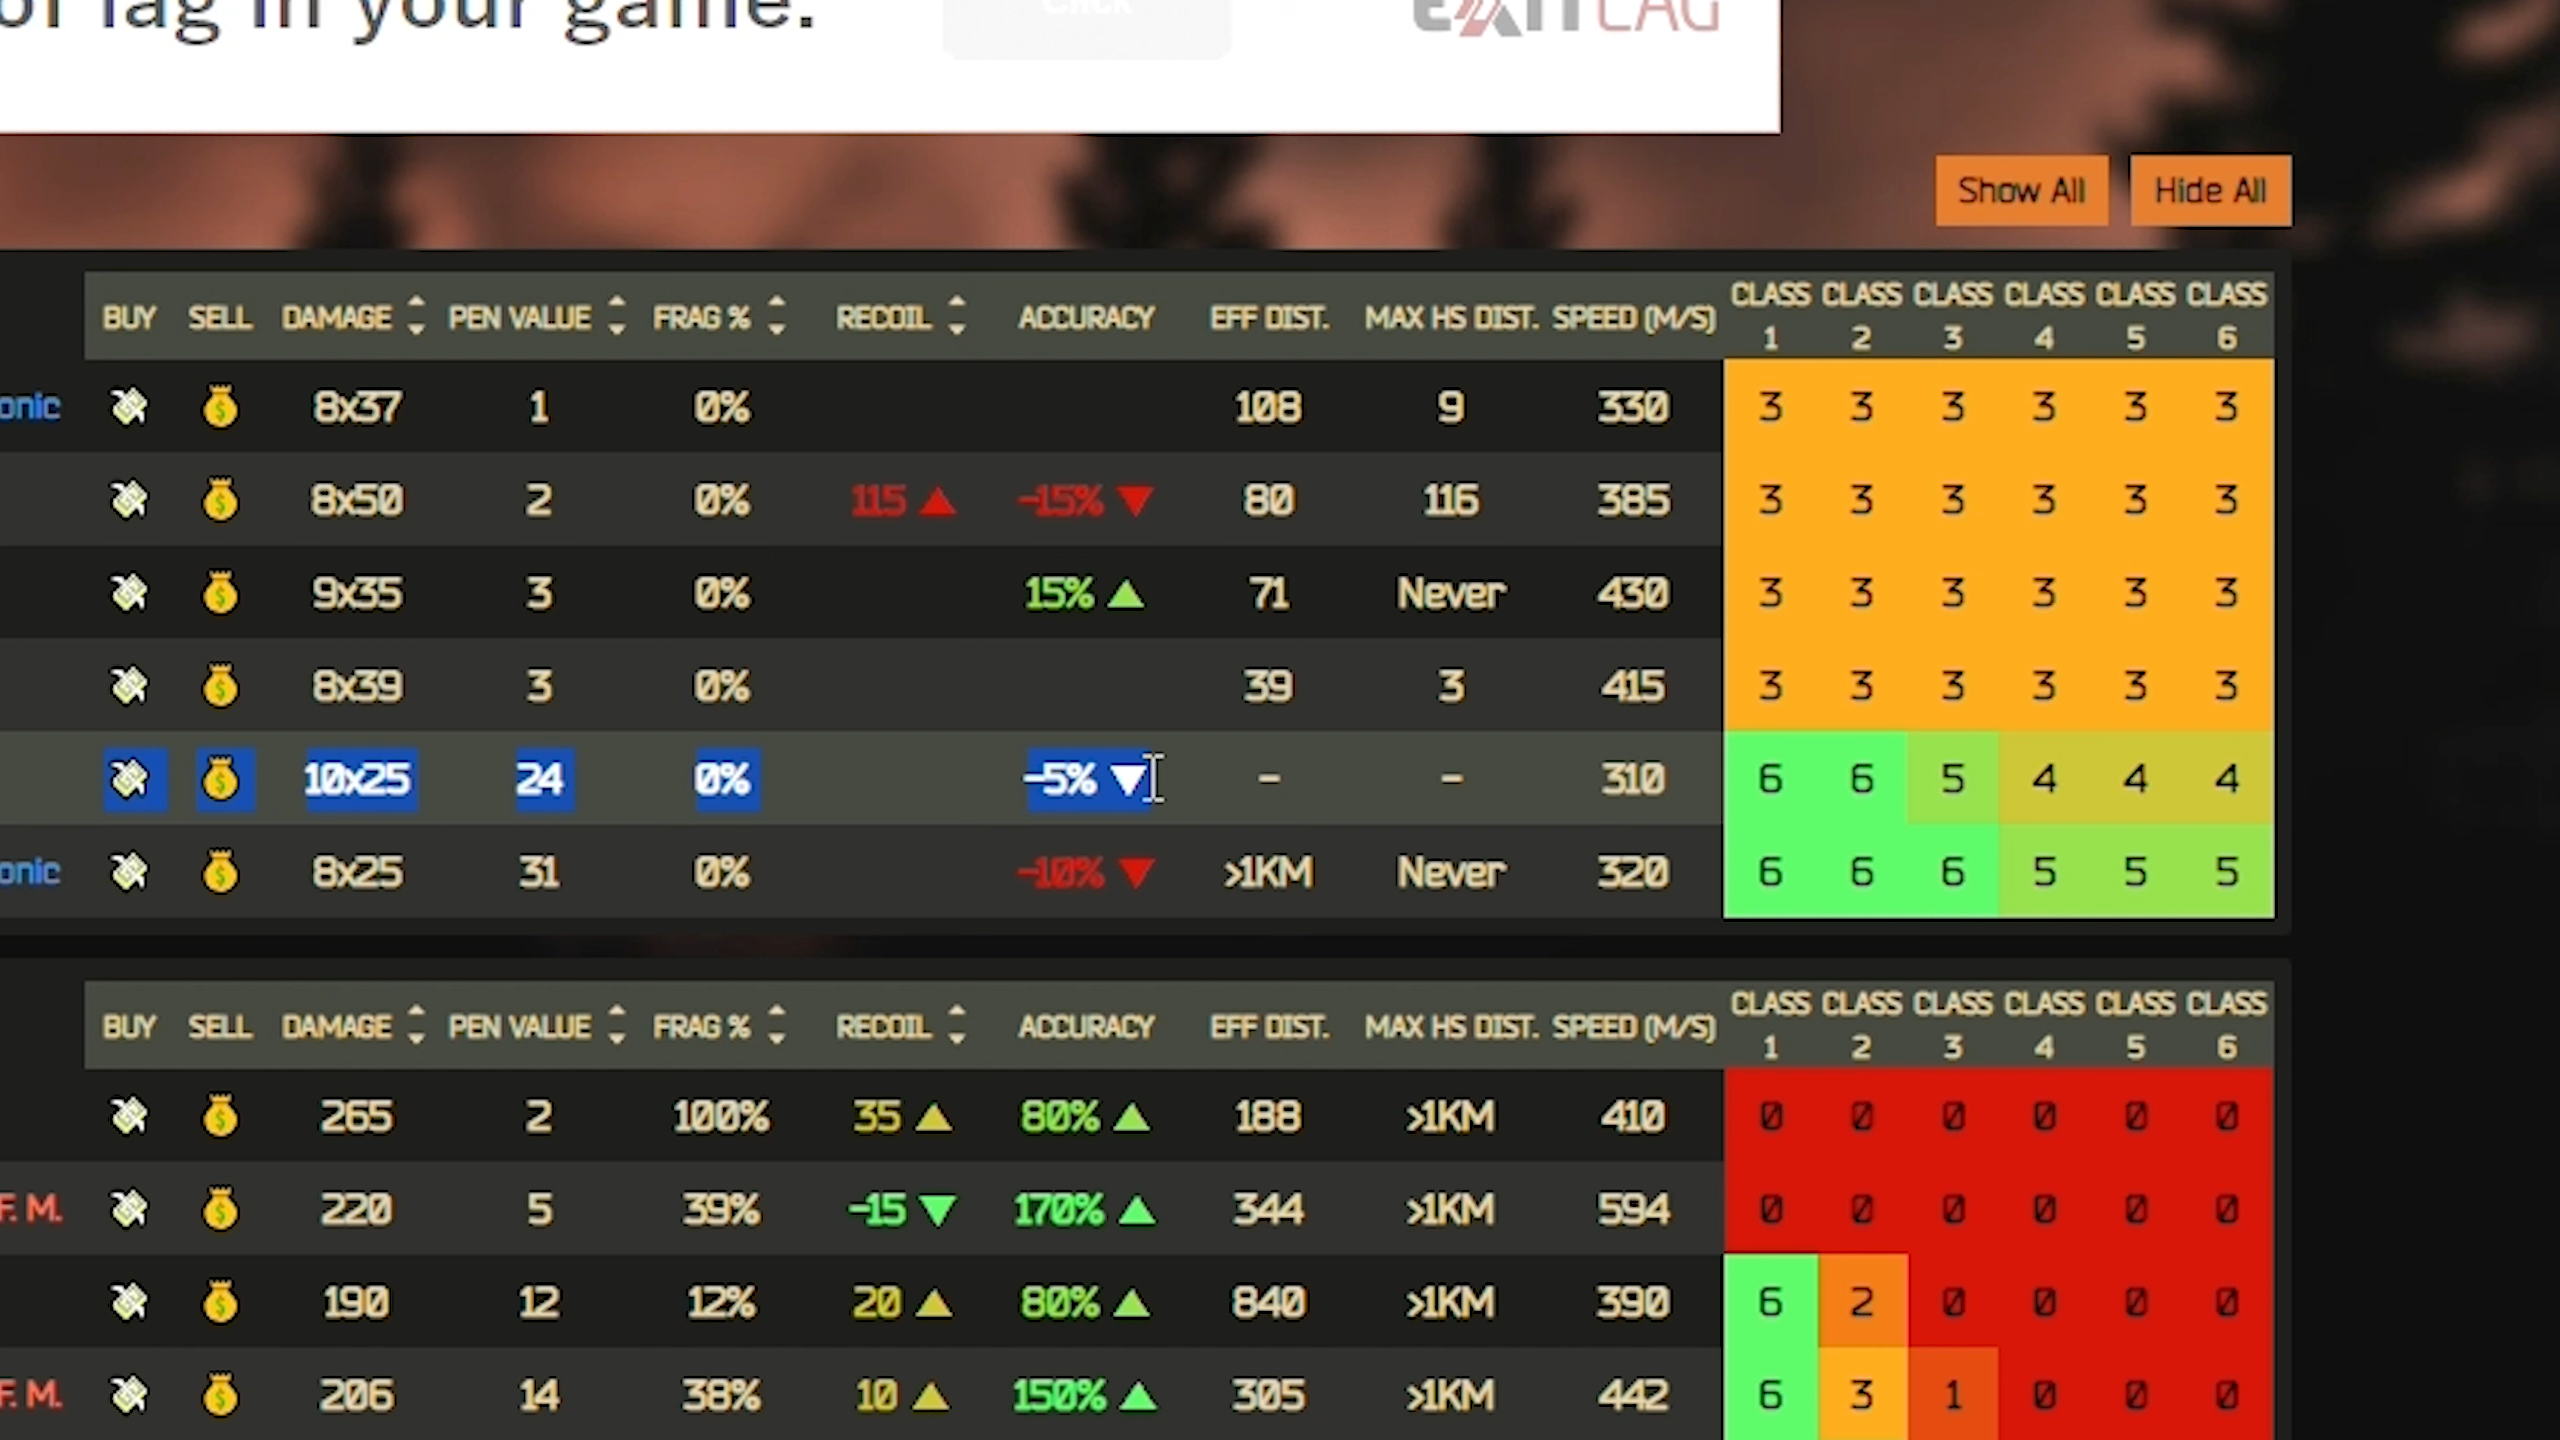 of lag in your game.
Click
EXITLAG
Show All Hide All
BUY SELL DAMAGE PEN VALUE FRAG % RECOIL ACCURACY EFF DIST. MAX HS DIST. SPEED (M/S) CLASS 1 CLASS 2 CLASS 3 CLASS 4 CLASS 5 CLASS 6
onic 8x37 1 0% 108 9 330 3 3 3 3 3 3
8x50 2 0% 115 -15% 80 116 385 3 3 3 3 3 3
9x35 3 0% 15% 71 Never 430 3 3 3 3 3 3
8x39 3 0% 39 3 415 3 3 3 3 3 3
10x25 24 0% -5% - - 310 6 6 5 4 4 4
onic 8x25 31 0% -10% >1KM Never 320 6 6 6 5 5 5
BUY SELL DAMAGE PEN VALUE FRAG % RECOIL ACCURACY EFF DIST. MAX HS DIST. SPEED (M/S) CLASS 1 CLASS 2 CLASS 3 CLASS 4 CLASS 5 CLASS 6
265 2 100% 35 80% 188 >1KM 410 0 0 0 0 0 0
F. M. 220 5 39% -15 170% 344 >1KM 594 0 0 0 0 0 0
190 12 12% 20 80% 840 >1KM 390 6 2 0 0 0 0
F. M. 206 14 38% 10 150% 305 >1KM 442 6 3 1 0 0 0